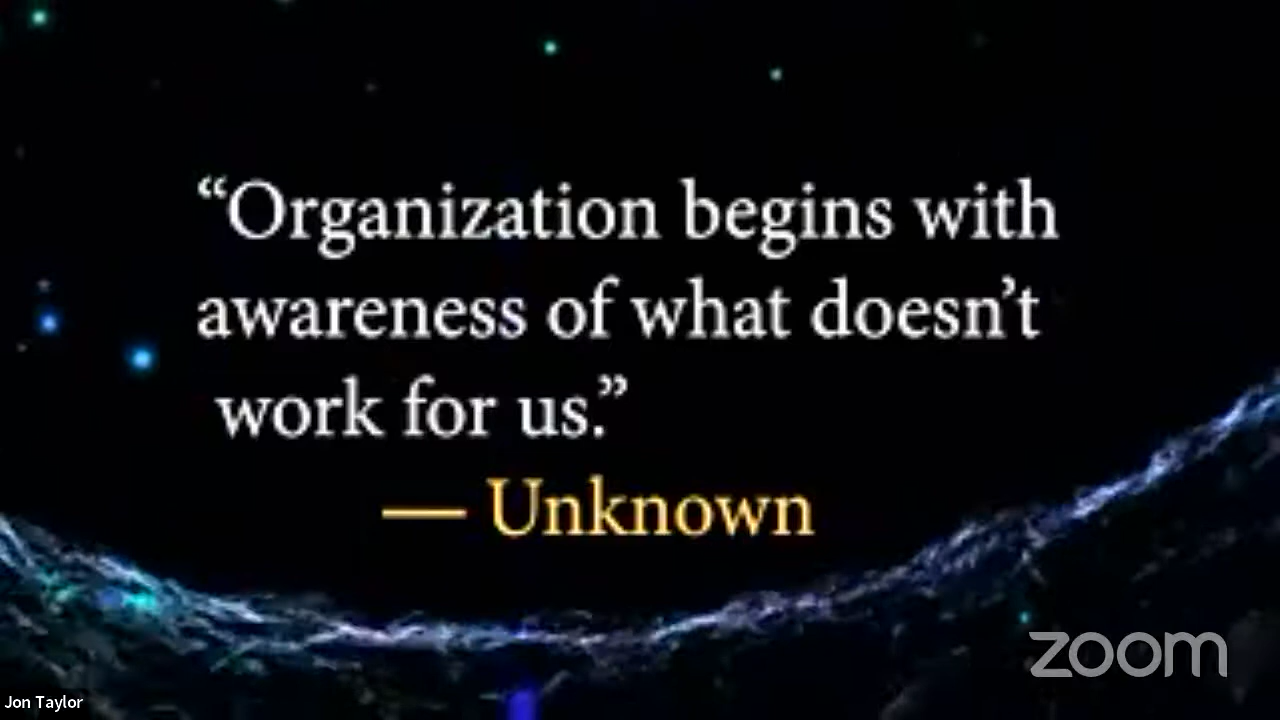 “Organization begins with
awareness of what doesn’t
work for us.”
— Unknown
zoom
Jon Taylor